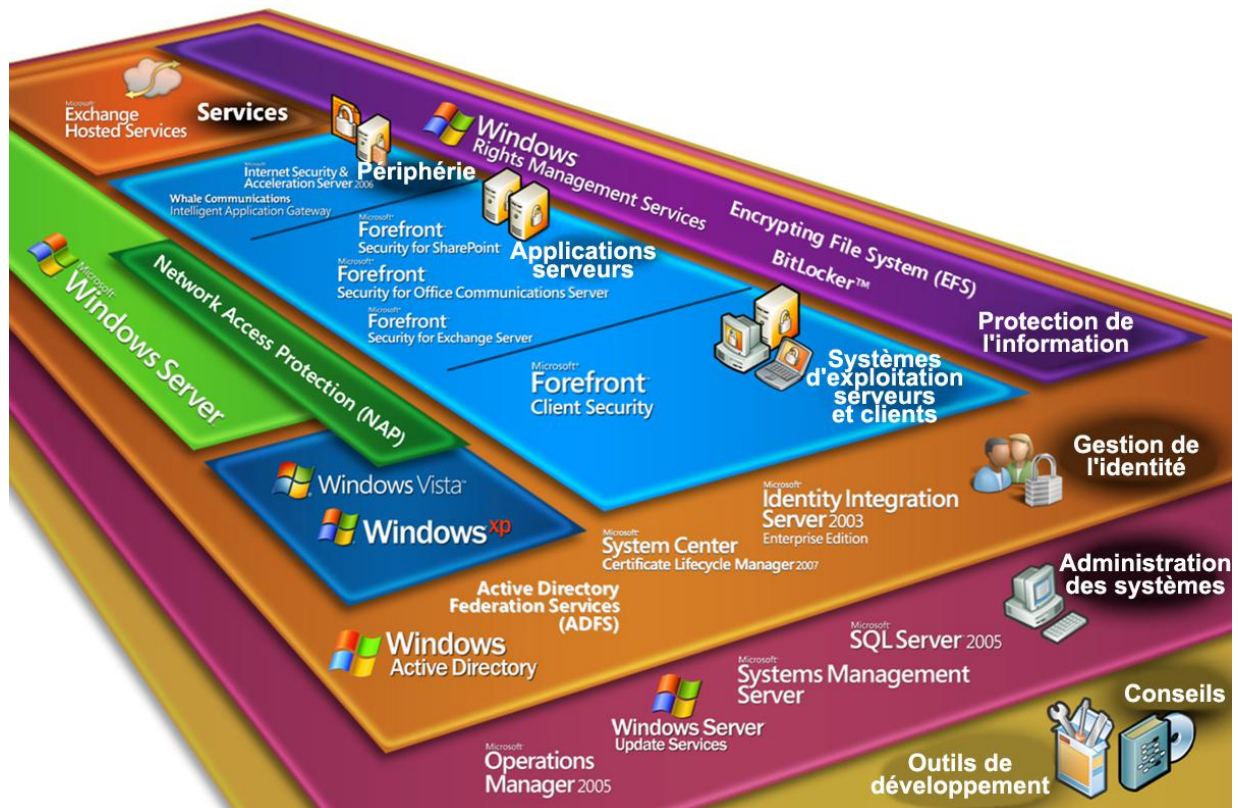 Microsoft
Exchange
Hosted Services
Services
Microsoft
Internet Security &
Acceleration Server 2006
Périphérie
Whale Communications
Intelligent Application Gateway
Windows
Rights Management Services
Encrypting File System (EFS)
BitLocker™
Protection de
l'information
Microsoft
Forefront
Security for SharePoint
Applications
serveurs
Microsoft
Forefront
Security for Office Communications Server
Microsoft
Forefront
Security for Exchange Server
Microsoft
Forefront
Client Security
Systèmes
d'exploitation
serveurs
et clients
Microsoft
Windows Server
Network Access Protection (NAP)
Windows Vista™
Windows xp
Gestion de
l'identité
Microsoft
Identity Integration
Server 2003
Enterprise Edition
Microsoft
System Center
Certificate Lifecycle Manager 2007
Active Directory
Federation Services
(ADFS)
Windows
Active Directory
Administration
des systèmes
Microsoft
SQL Server 2005
Microsoft
Systems Management
Server
Windows Server
Update Services
Microsoft
Operations
Manager 2005
Conseils
Outils de
développement